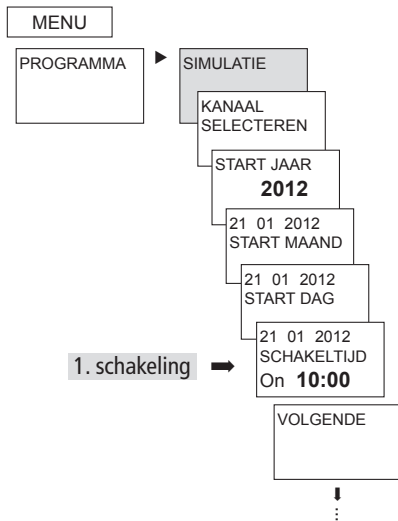 MENU
PROGRAMMA
SIMULATIE
KANAAL
SELECTEREN
START JAAR
2012
21 01 2012
START MAAND
21 01 2012
START DAG
21 01 2012
SCHAKELTIJD
On 10:00
1. schakeling
VOLGENDE